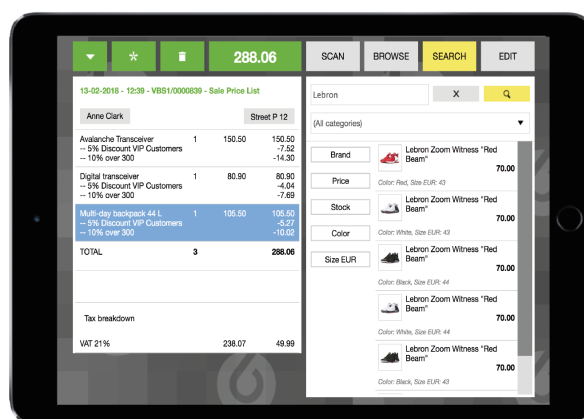 288.06
SCAN BROWSE SEARCH EDIT
13-02-2018 - 12:39 - VBS1/0000839 - Sale Price List
Anne Clark Street P 12
Avalanche Transceiver 1 150.50 150.50
-- 5% Discount VIP Customers -7.52
-- 10% over 300 -14.30
Digital transceiver 1 80.90 80.90
-- 5% Discount VIP Customers -4.04
-- 10% over 300 -7.69
Multi-day backpack 44 L 1 105.50 105.50
-- 5% Discount VIP Customers -5.27
-- 10% over 300 -10.02
TOTAL 3 288.06
Tax breakdown
VAT 21% 238.07 49.99
Lebron X
(All categories)
Brand
Price
Stock
Color
Size EUR
Lebron Zoom Witness "Red
Beam"
70.00
Color: Red, Size EUR: 43
Lebron Zoom Witness "Red
Beam"
70.00
Color: White, Size EUR: 43
Lebron Zoom Witness "Red
Beam"
70.00
Color: Black, Size EUR: 44
Lebron Zoom Witness "Red
Beam"
70.00
Color: White, Size EUR: 44
Lebron Zoom Witness "Red
Beam"
70.00
Color: Black, Size EUR: 43